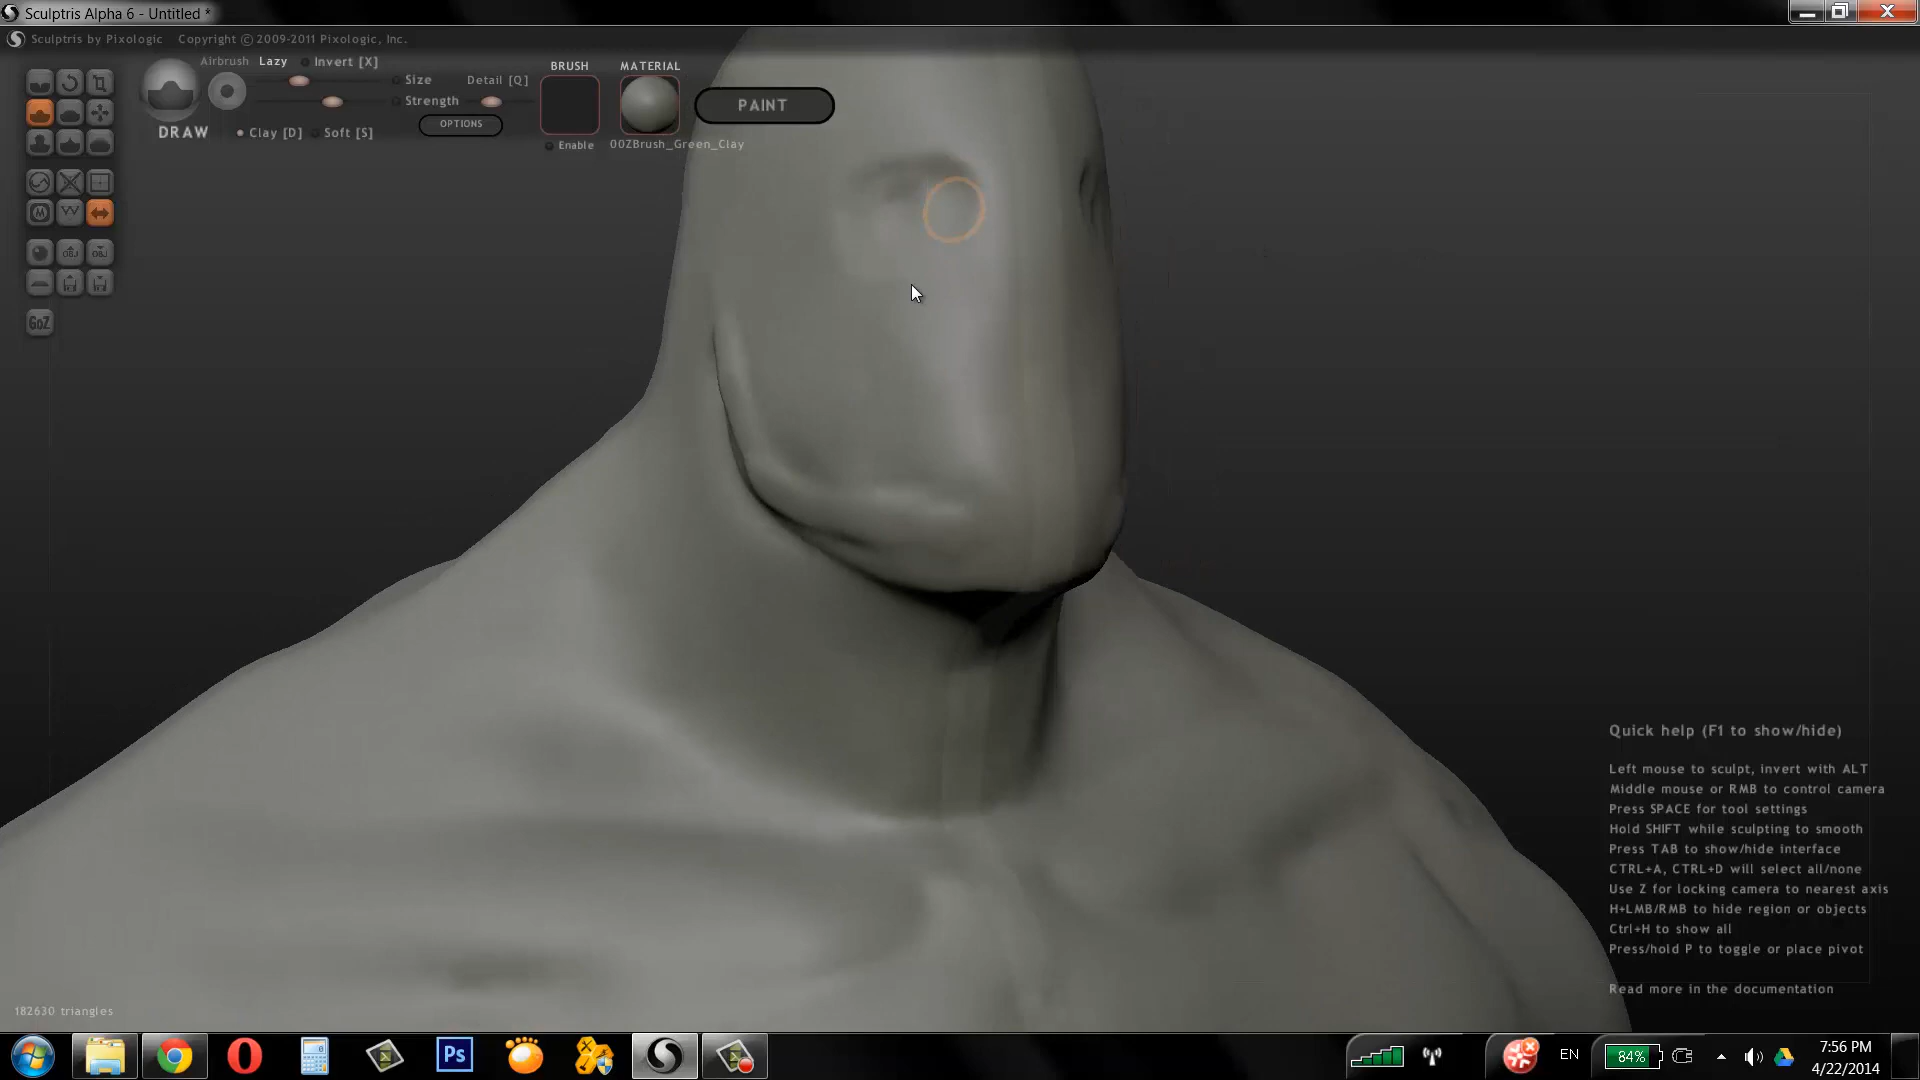 Sculptris Alpha 6 - Untitled *
Sculptris by Pixologic Copyright © 2009-2011 Pixologic, Inc.
Airbrush Lazy Invert [X]
Size Detail [Q]
Strength
OPTIONS
DRAW Clay [D] Soft [S]
BRUSH
Enable
MATERIAL
00ZBrush_Green_Clay
PAINT
OBJ OBJ
GoZ
Quick help (F1 to show/hide)
Left mouse to sculpt, invert with ALT
Middle mouse or RMB to control camera
Press SPACE for tool settings
Hold SHIFT while sculpting to smooth
Press TAB to show/hide interface
CTRL+A, CTRL+D will select all/none
Use Z for locking camera to nearest axis
H+LMB/RMB to hide region or objects
Ctrl+H to show all
Press/hold P to toggle or place pivot
Read more in the documentation
182630 triangles
Ps
EN
84%
7:56 PM
4/22/2014